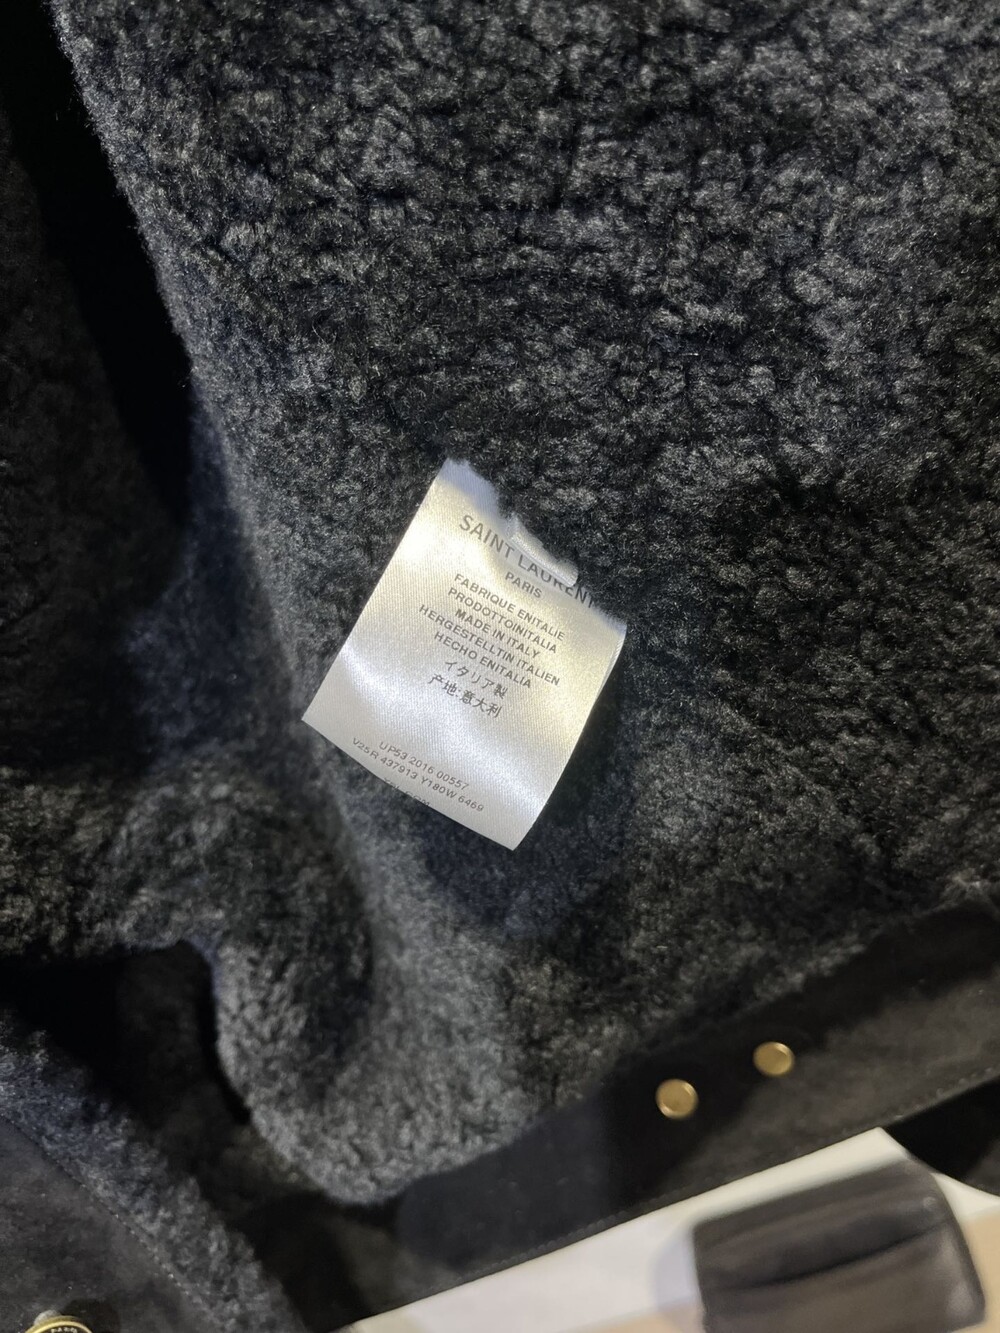 SAINT LAURENT
PARIS
FABRIQUE ENITALIE
PRODOTTOINITALIA
MADE IN ITALY
HERGESTELLTIN ITALIEN
HECHO ENITALIA
イタリア製
产地:意大利
UP53 2016 00557
V25R 437913 Y180W 6469